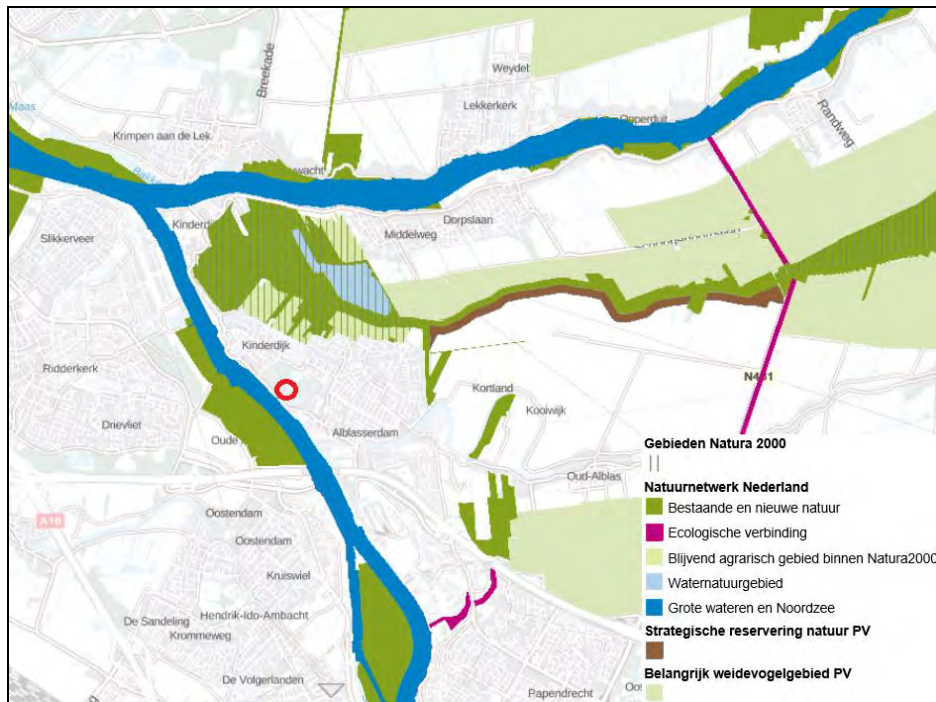 Breekade
Weydet
Lekkerkerk
Maas
Krimpen aan de Lek
Opperduit
Randweg
wacht
Kinderdij
Dorpslaan
Middelweg
Slikkerveer
Kinderdijk
Ridderkerk
N481
Kortland
Kooiwijk
Drievliet
Oude
Alblasserdam
Oud-Alblas
A16
Oostendam
Oostendam
Kruiswiel
De Sandeling
Hendrik-Ido-Ambacht
Krommeweg
De Volgerlanden
Papendrecht
Gebieden Natura 2000
Natuurnetwerk Nederland
Bestaande en nieuwe natuur
Ecologische verbinding
Blijvend agrarisch gebied binnen Natura2000
Waternatuurgebied
Grote wateren en Noordzee
Strategische reservering natuur PV
Belangrijk weidevogelgebied PV